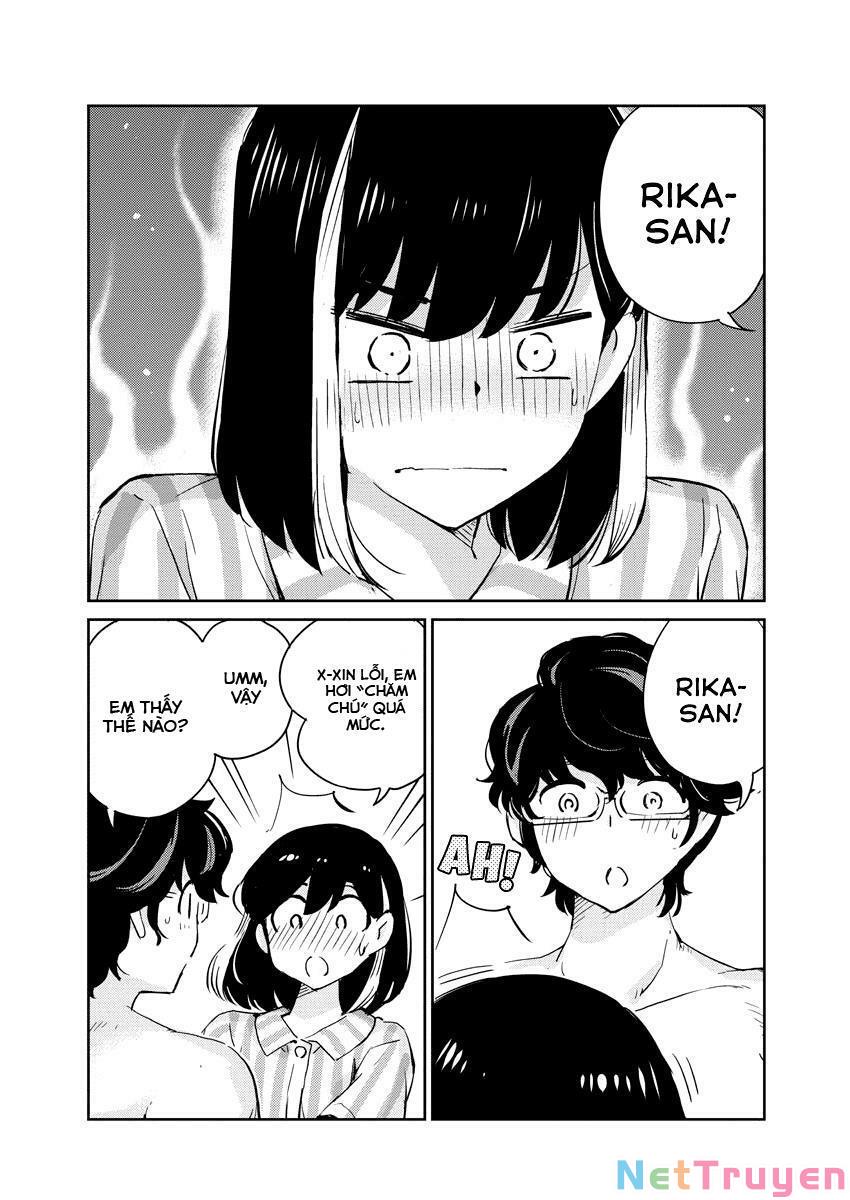 RIKA-
SAN!
RIKA-
SAN!
AH!
X-XIN LỖI, EM
HƠI "CHĂM
CHÚ" QUÁ
MỨC.
UMM,
VẬY
EM THẤY
THẾ NÀO?
NetTruyen